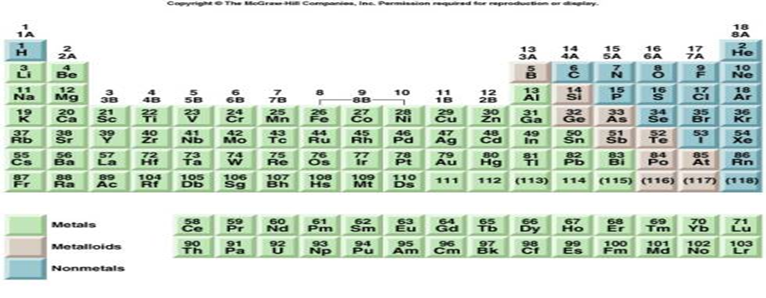 Copyright © The McGraw-Hill Companies, Inc. Permission required for reproduction or display.
1 18
1A 8A
1 2 13 14 15 16 17 2
H 2A 3A 4A 5A 6A 7A He
3 4 5 6 7 8 9 10
Li Be B C N O F Ne
11 12 3 4 5 6 7 8 9 10 11 12 13 14 15 16 17 18
Na Mg 3B 4B 5B 6B 7B 8B 1B 2B Al Si P S Cl Ar
19 20 21 22 23 24 25 26 27 28 29 30 31 32 33 34 35 36
K Ca Sc Ti V Cr Mn Fe Co Ni Cu Zn Ga Ge As Se Br Kr
37 38 39 40 41 42 43 44 45 46 47 48 49 50 51 52 53 54
Rb Sr Y Zr Nb Mo Tc Ru Rh Pd Ag Cd In Sn Sb Te I Xe
55 56 57 72 73 74 75 76 77 78 79 80 81 82 83 84 85 86
Cs Ba La Hf Ta W Re Os Ir Pt Au Hg Tl Pb Bi Po At Rn
87 88 89 104 105 106 107 108 109 110 111 112 (113) 114 (115) (116) (117) (118)
Fr Ra Ac Rf Db Sg Bh Hs Mt Ds
Metals 58 59 60 61 62 63 64 65 66 67 68 69 70 71
Ce Pr Nd Pm Sm Eu Gd Tb Dy Ho Er Tm Yb Lu
Metalloids 90 91 92 93 94 95 96 97 98 99 100 101 102 103
Th Pa U Np Pu Am Cm Bk Cf Es Fm Md No Lr
Nonmetals